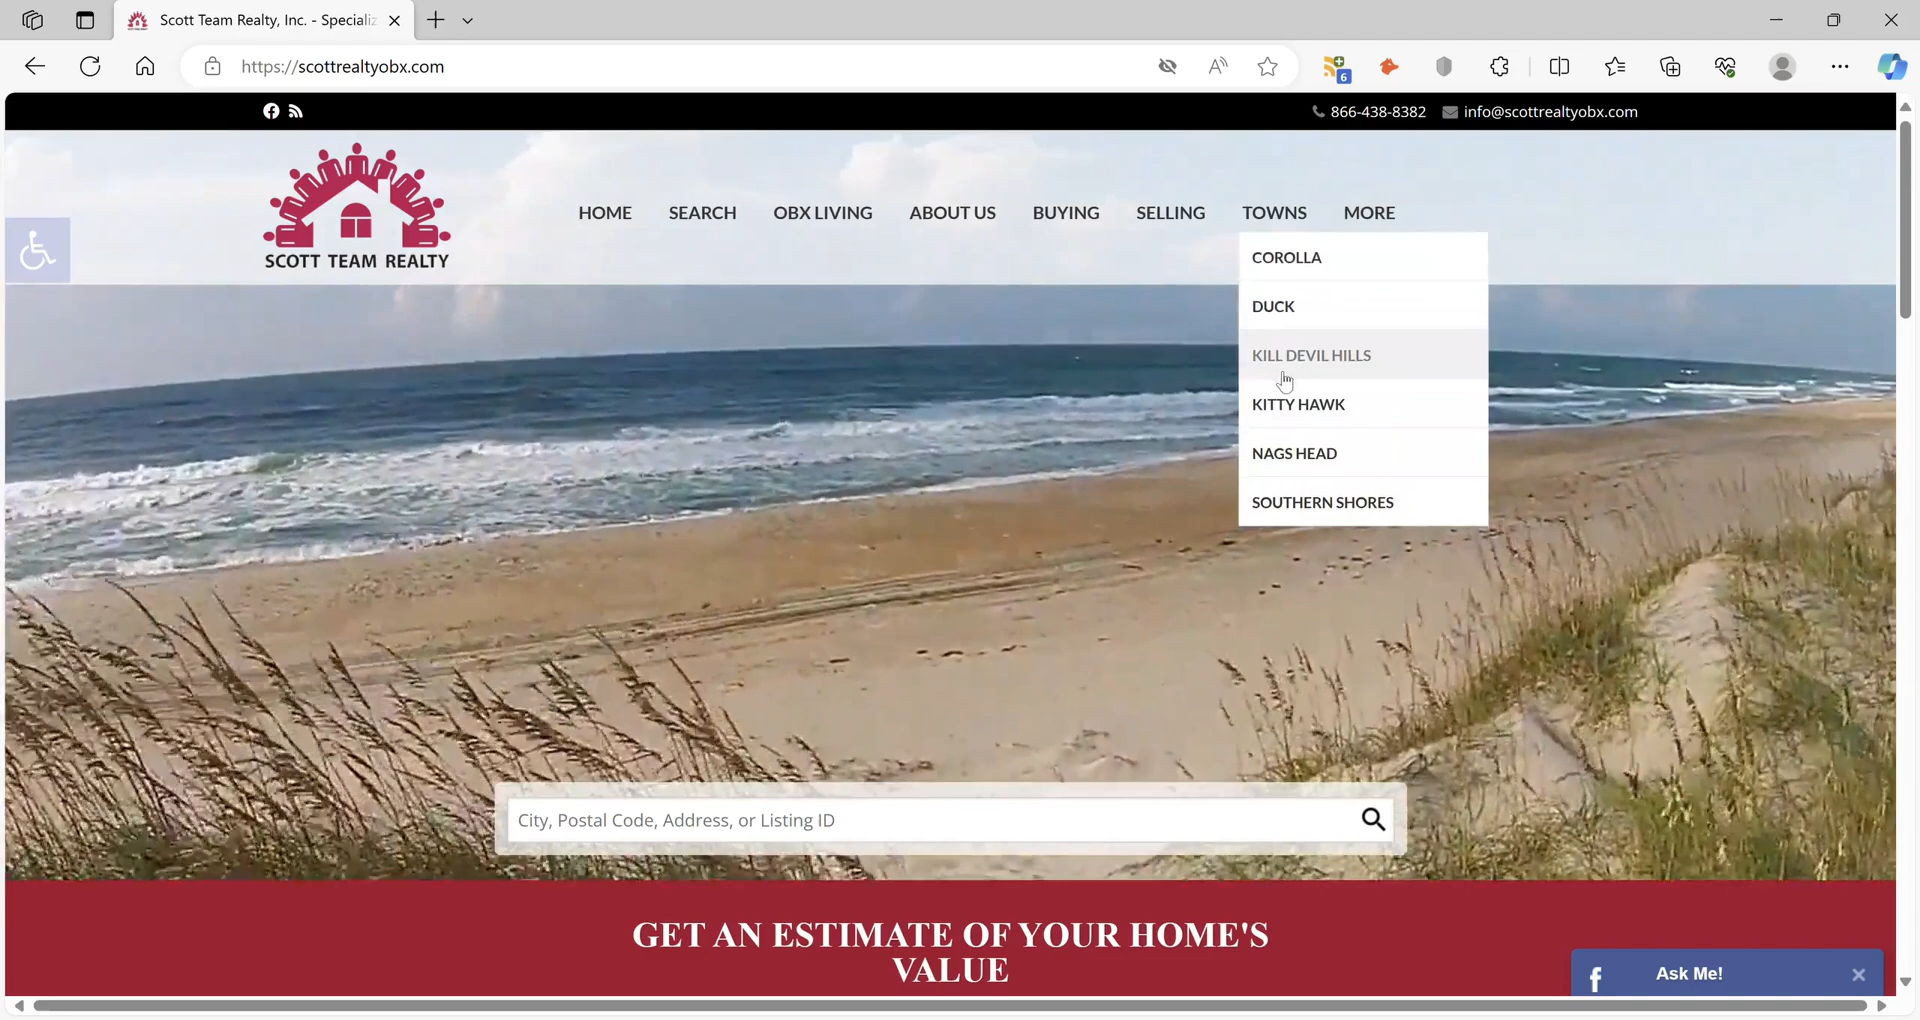 Scott Team Realty, Inc. - Speciali
https://scottrealtyobx.com
6
866-438-8382 info@scottrealtyobx.com
SCOTT TEAM REALTY
HOME SEARCH OBX LIVING ABOUT US BUYING SELLING TOWNS MORE
COROLLA
DUCK
KILL DEVIL HILLS
KITTY HAWK
NAGS HEAD
SOUTHERN SHORES
City, Postal Code, Address, or Listing ID
GET AN ESTIMATE OF YOUR HOME'S
VALUE
Ask Me!